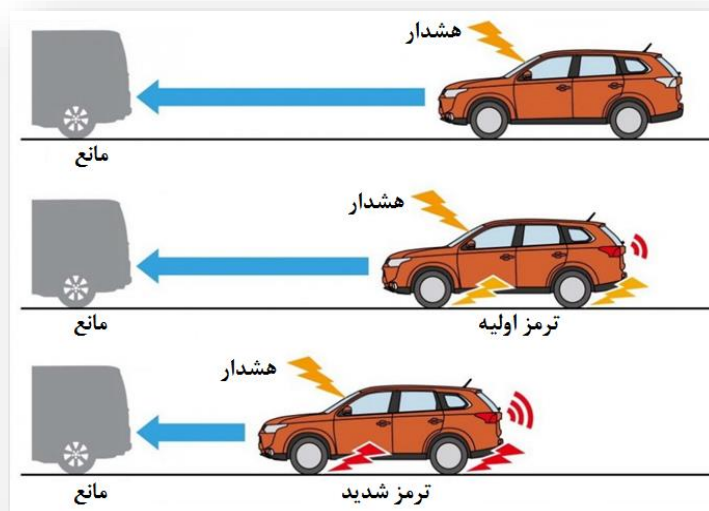 هشدار
مانع
هشدار
ترمز اولیه
مانع
هشدار
ترمز شدید
مانع